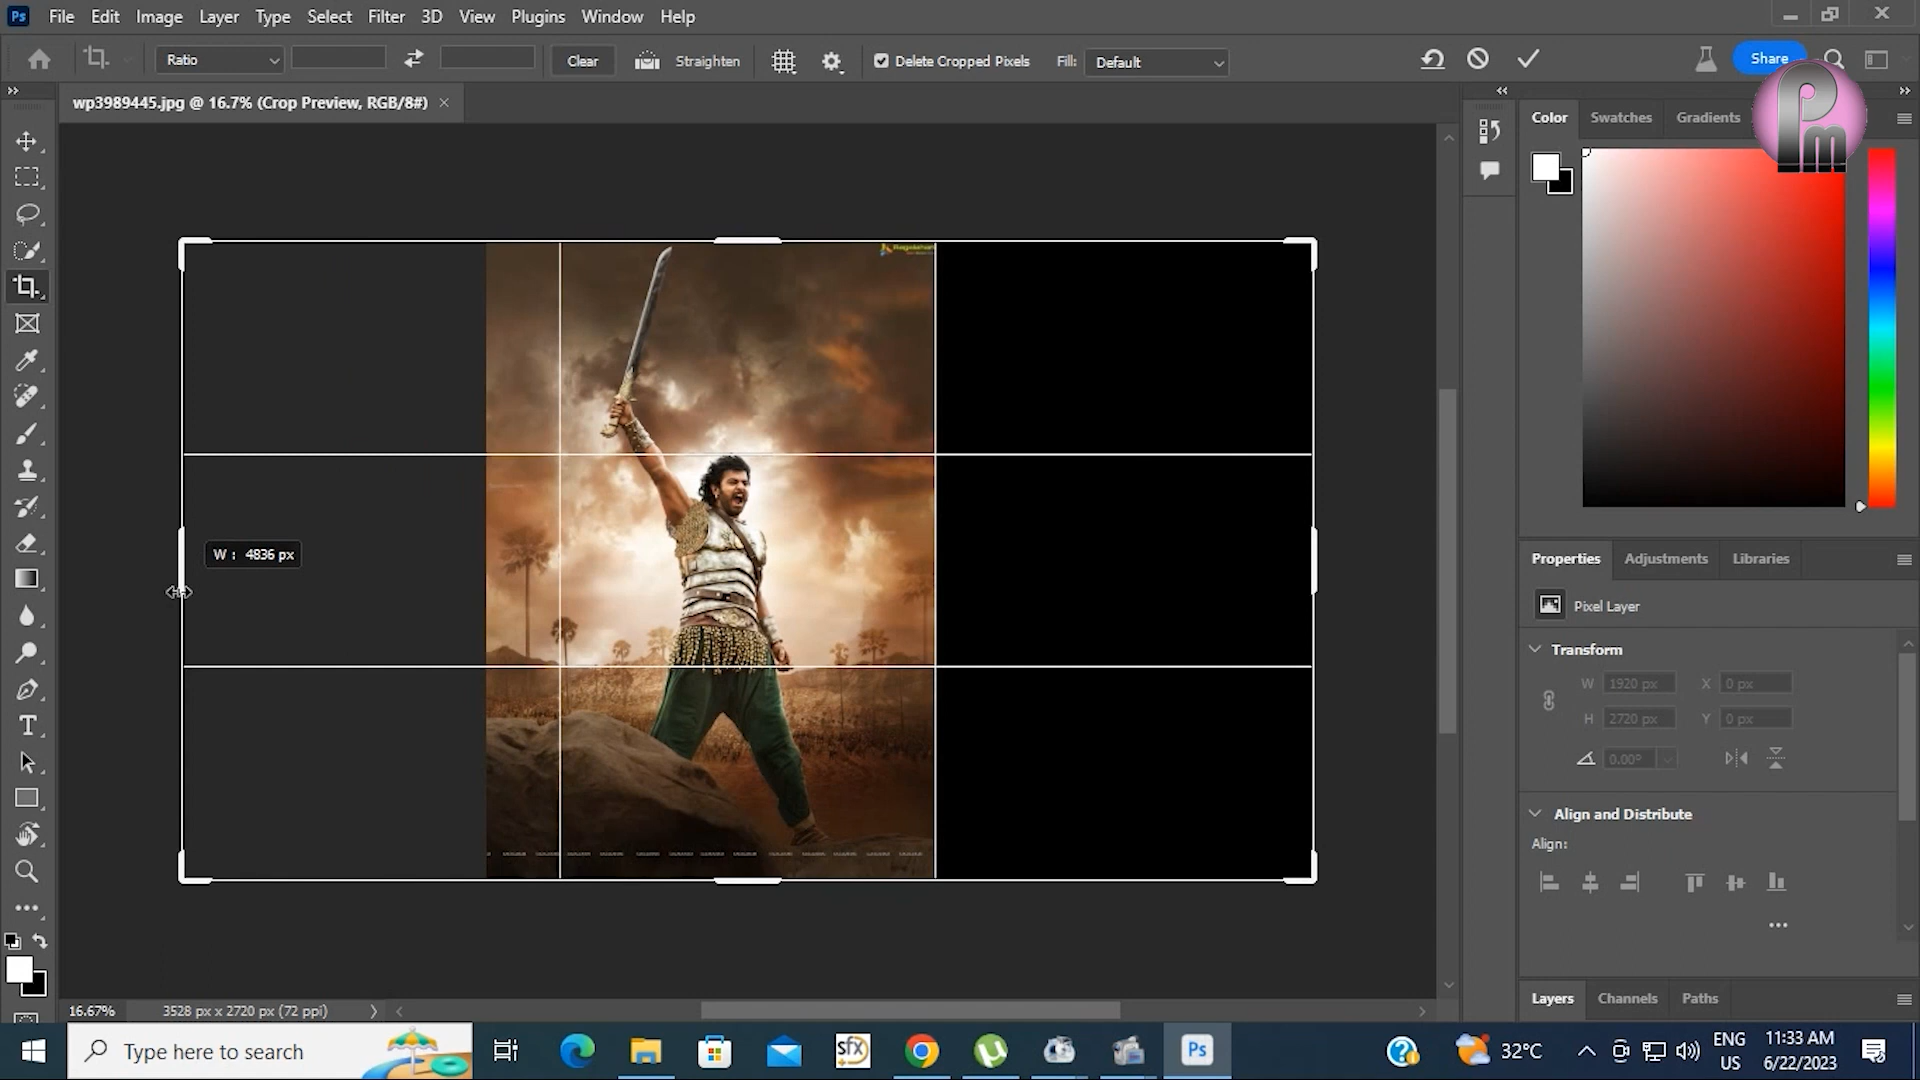 Ps File Edit Image Layer Type Select Filter 3D View Plugins Window Help
Ratio Clear Straighten Delete Cropped Pixels Fill: Default Share
wp3989445.jpg @ 16.7% (Crop Preview, RGB/8#)
Color Swatches Gradients
Pm
W : 4836 px
Properties Adjustments Libraries
Pixel Layer
Transform
W 1920 px X 0 px
H 2720 px Y 0 px
0.00°
Align and Distribute
Align:
Layers Channels Paths
16.67% 3528 px x 2720 px (72 ppi)
Type here to search
sfx
Ps
32°C
ENG
US
11:33 AM
6/22/2023